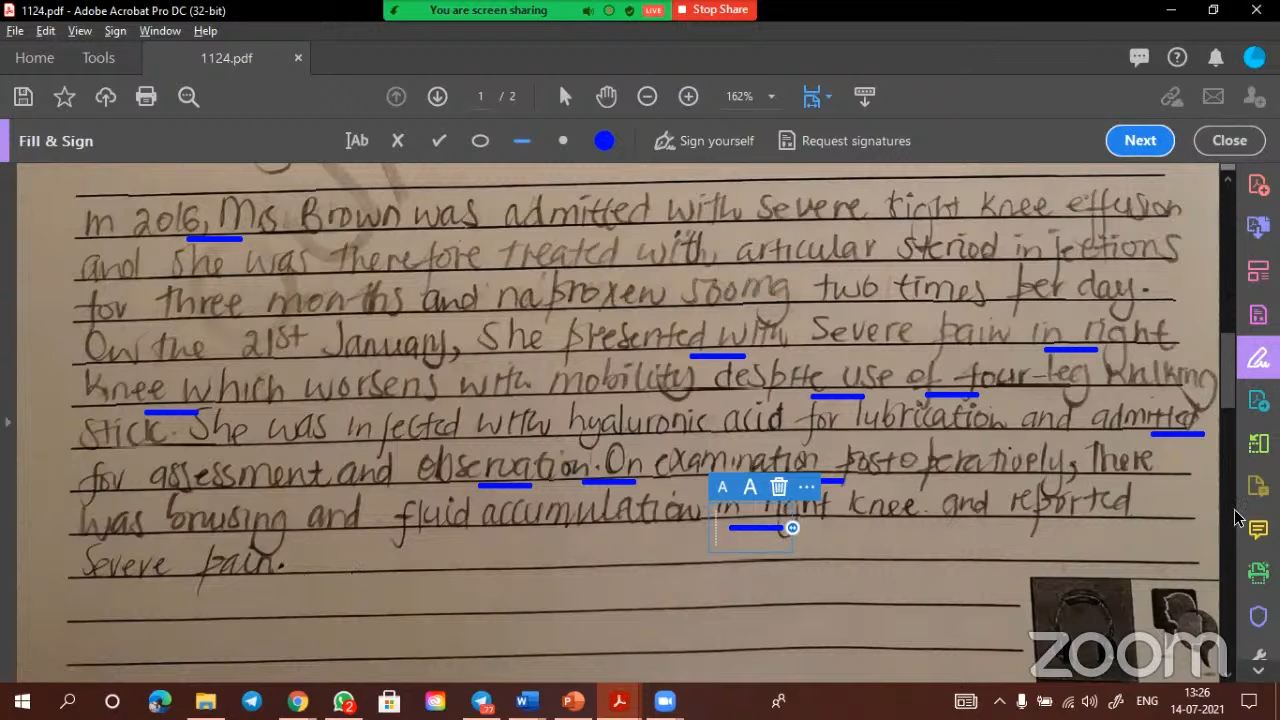 1124.pdf - Adobe Acrobat Pro DC (32-bit)
You are screen sharing LIVE Stop Share
File Edit View Sign Window Help
Home Tools 1124.pdf ×
1 / 2 162%
Fill & Sign IAb Sign yourself Request signatures Next Close
In 2016, Ms. Brown was admitted with severe right knee effusion
and she was therefore treated with articular steriod injections
for three months and naproxen 500mg two times per day.
On the 21st January, She presented with Severe pain in right
knee which worsens with mobility despite use of four-leg walking
stick. She was injected with hyaluronic acid for lubrication and admitted
for assessment and observation. On examination postoperatively, There
A A
was bruising and fluid accumulation in right knee. and reported
Severe pain.
zoom
2 27 ENG 13:26
14-07-2021